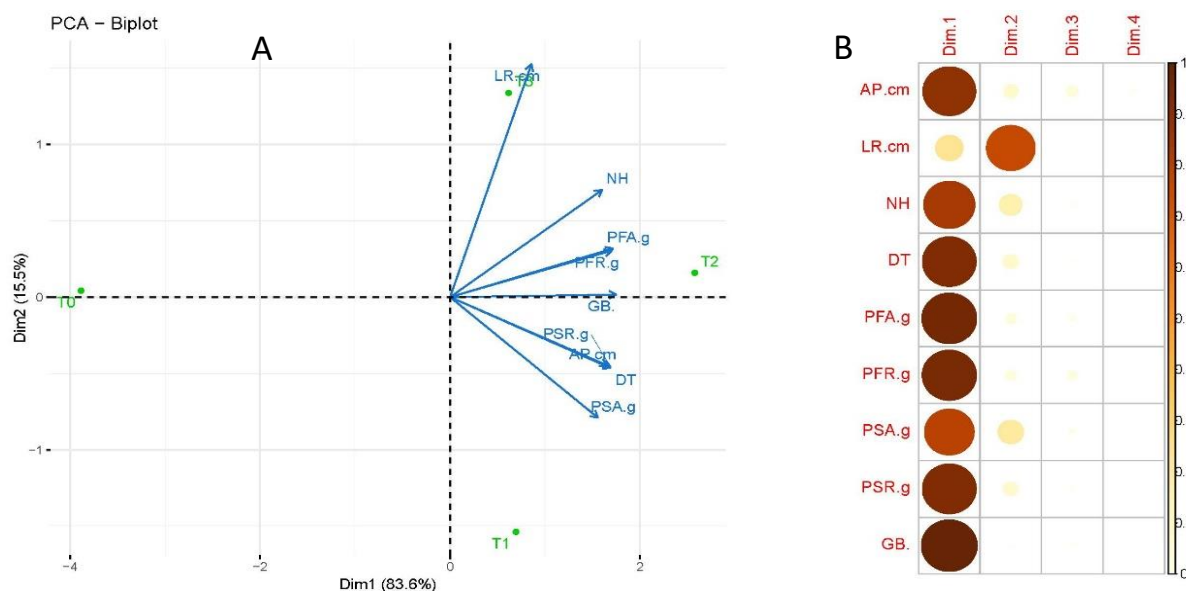 PCA – Biplot
A
LR.cm
T3
1
NH
PFA.g
PFR.g
T2
0
T0
GB.
PSR.g
AP.cm
DT
PSA.g
−1
T1
−4
−2
0
2
Dim1 (83.6%)
Dim2 (15.5%)
B
Dim.1
Dim.2
Dim.3
Dim.4
AP.cm
LR.cm
NH
DT
PFA.g
PFR.g
PSA.g
PSR.g
GB.
1
0